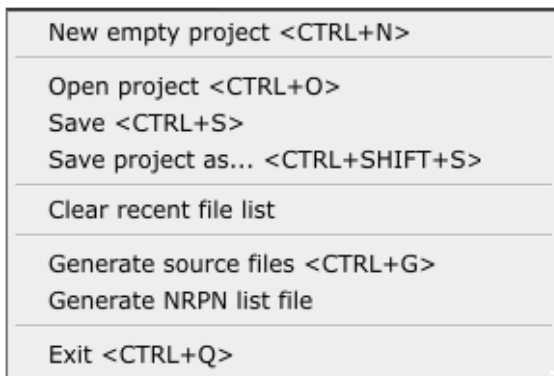 New empty project <CTRL+N>
Open project <CTRL+O>
Save <CTRL+S>
Save project as... <CTRL+SHIFT+S>
Clear recent file list
Generate source files <CTRL+G>
Generate NRPN list file
Exit <CTRL+Q>